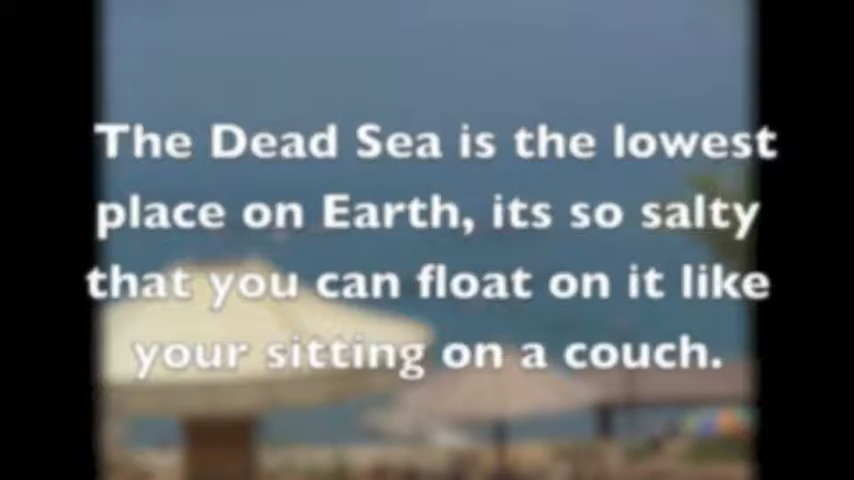 The Dead Sea is the lowest
place on Earth, its so salty
that you can float on it like
your sitting on a couch.